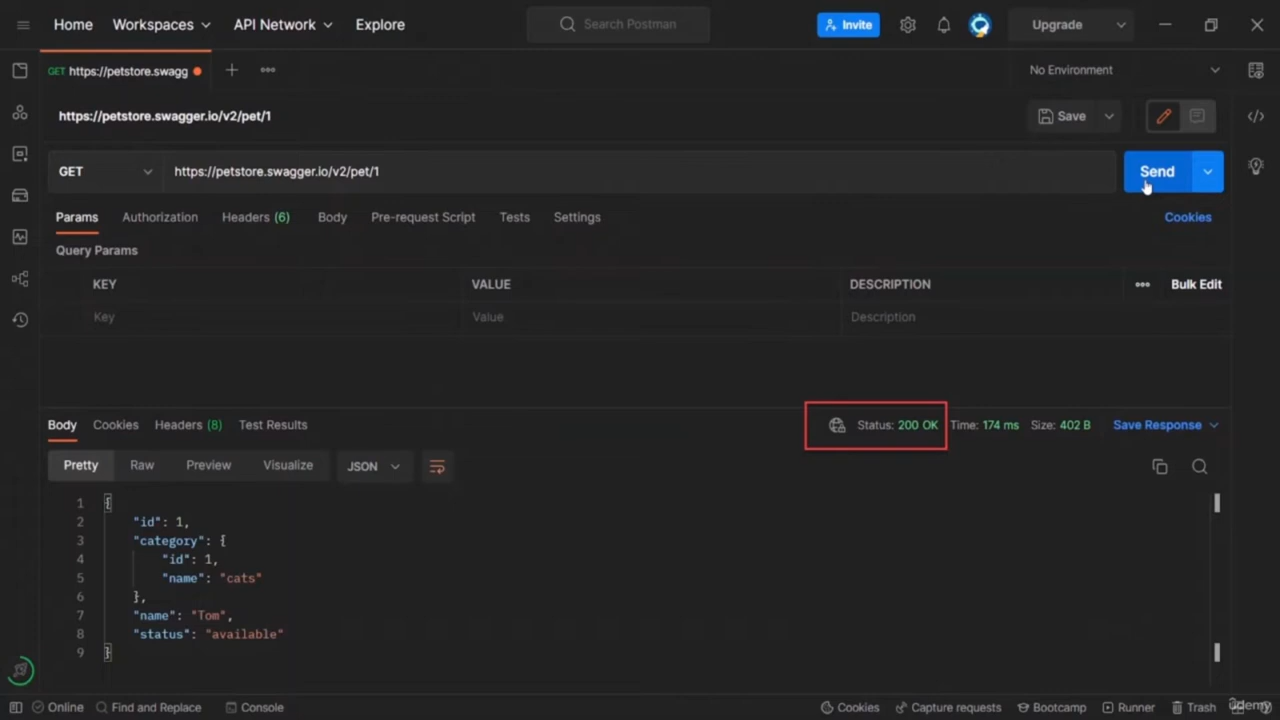 Home Workspaces API Network Explore Search Postman Invite Upgrade
GET https://petstore.swagg No Environment
https://petstore.swagger.io/v2/pet/1 Save
GET https://petstore.swagger.io/v2/pet/1 Send
Params Authorization Headers (6) Body Pre-request Script Tests Settings Cookies
Query Params
KEY VALUE DESCRIPTION Bulk Edit
Key Value Description
Body Cookies Headers (8) Test Results Status: 200 OK Time: 174 ms Size: 402 B Save Response
Pretty Raw Preview Visualize JSON
1 {
2 "id": 1,
3 "category": {
4 "id": 1,
5 "name": "cats"
6 },
7 "name": "Tom",
8 "status": "available"
9 }
Online Find and Replace Console Cookies Capture requests Bootcamp Runner Trash udemy